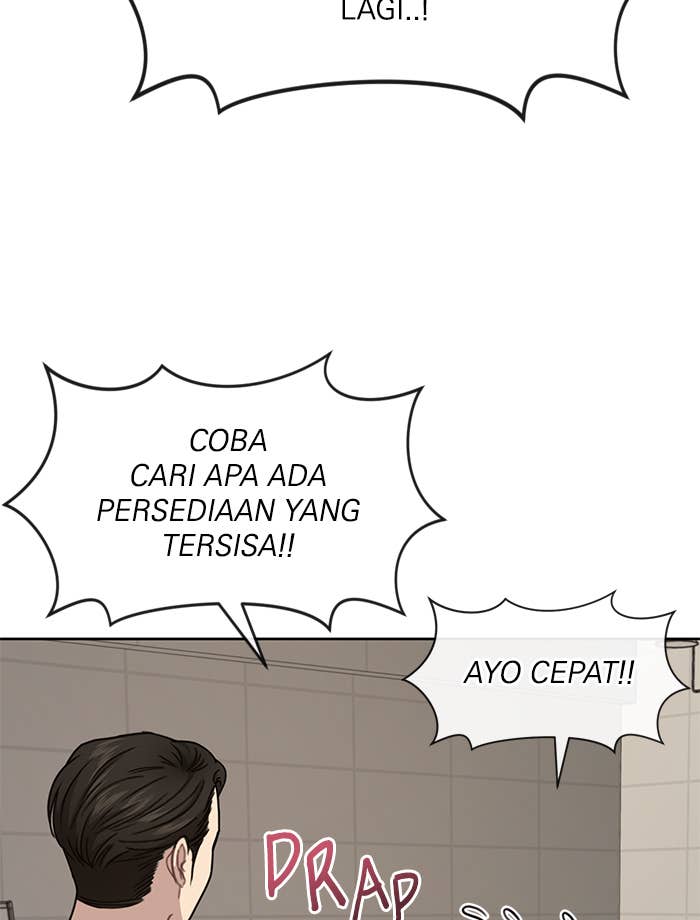 LAGI..!
COBA
CARI APA ADA
PERSEDIAAN YANG
TERSISA!!
AYO CEPAT!!
DRAP